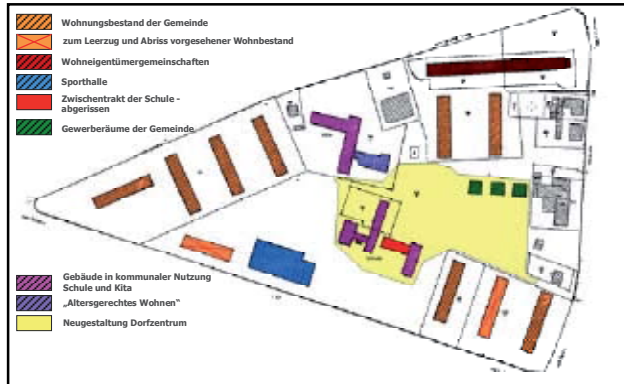 Wohnungsbestand der Gemeinde
zum Leerzug und Abriss vorgesehener Wohnbestand
Wohneigentümergemeinschaften
Sporthalle
Zwischentrakt der Schule -
abgerissen
Gewerberäume der Gemeinde
Gebäude in kommunaler Nutzung
Schule und Kita
„Altersgerechtes Wohnen"
Neugestaltung Dorfzentrum